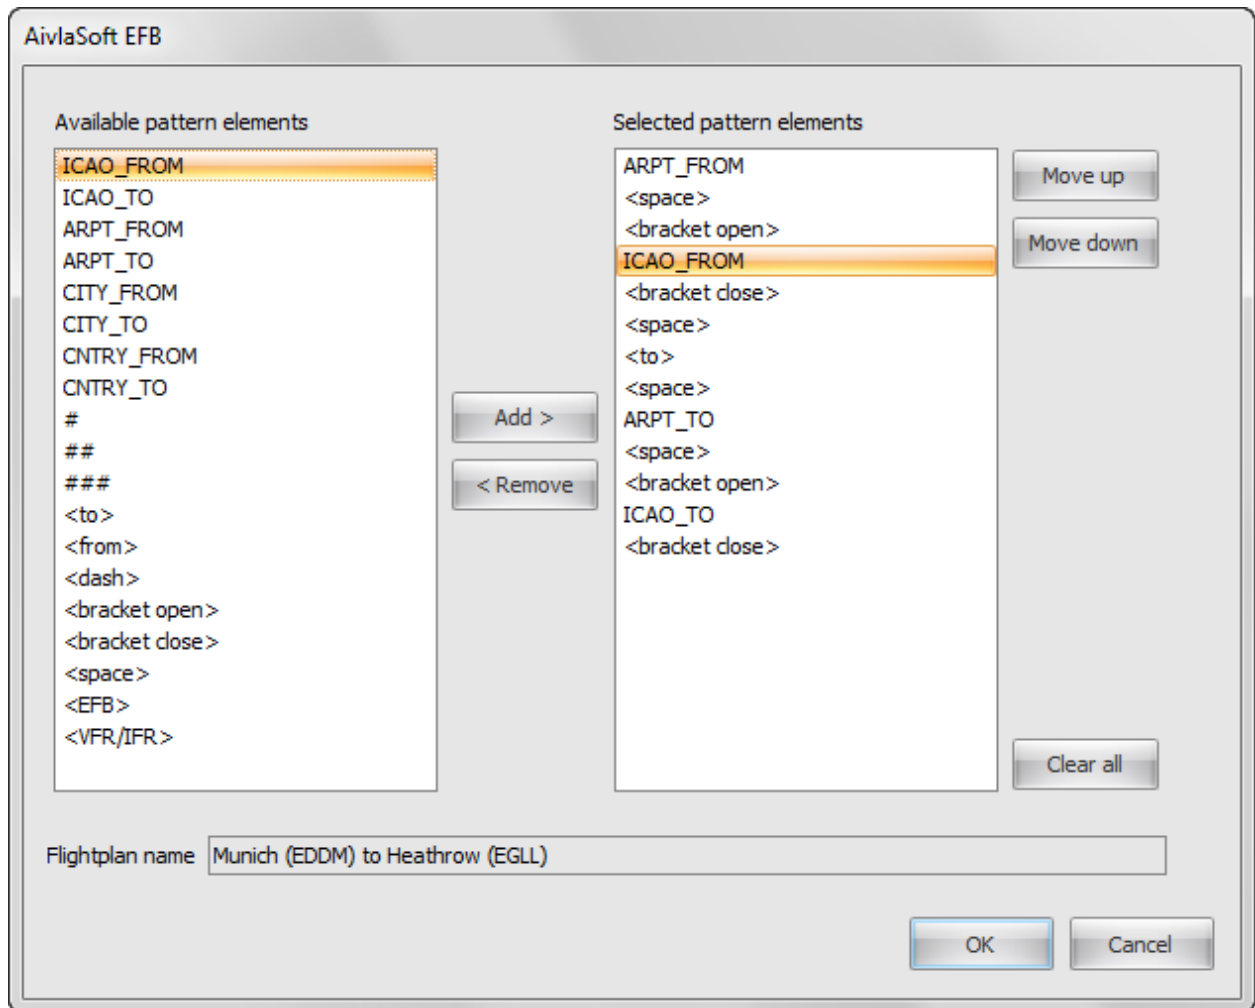 AivlaSoft EFB
Available pattern elements
ICAO_FROM
ICAO_TO
ARPT_FROM
ARPT_TO
CITY_FROM
CITY_TO
CNTRY_FROM
CNTRY_TO
#
##
###
<to>
<from>
<dash>
<bracket open>
<bracket close>
<space>
<EFB>
<VFR/IFR>
Add >
< Remove
Selected pattern elements
ARPT_FROM
<space>
<bracket open>
ICAO_FROM
<bracket close>
<space>
<to>
<space>
ARPT_TO
<space>
<bracket open>
ICAO_TO
<bracket close>
Move up
Move down
Clear all
Flightplan name Munich (EDDM) to Heathrow (EGLL)
OK
Cancel